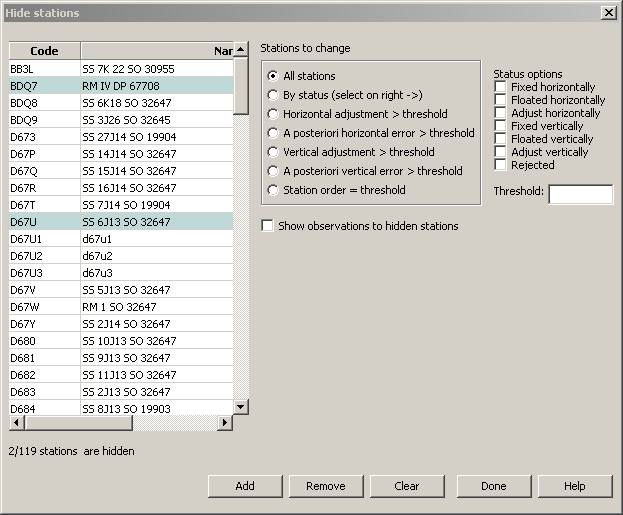 Hide stations
Code Nar
BB3L SS 7K 22 SO 30955
BDQ7 RM IV DP 67708
BDQ8 SS 6K18 SO 32647
BDQ9 SS 3J26 SO 32645
D673 SS 27J14 SO 19904
D67P SS 14J14 SO 32647
D67Q SS 15J14 SO 32647
D67R SS 16J14 SO 32647
D67T SS 7J14 SO 19904
D67U SS 6J13 SO 32647
D67U1 d67u1
D67U2 d67u2
D67U3 d67u3
D67V SS 5J13 SO 32647
D67W RM 1 SO 32647
D67Y SS 2J14 SO 32647
D680 SS 10J13 SO 32647
D681 SS 9J13 SO 32647
D682 SS 11J13 SO 32647
D683 SS 2J13 SO 32647
D684 SS 8J13 SO 19903
2/119 stations are hidden
Stations to change
All stations
By status (select on right ->)
Horizontal adjustment > threshold
A posteriori horizontal error > threshold
Vertical adjustment > threshold
A posteriori vertical error > threshold
Station order = threshold
Show observations to hidden stations
Status options
Fixed horizontally
Floated horizontally
Adjust horizontally
Fixed vertically
Floated vertically
Adjust vertically
Rejected
Threshold:
Add Remove Clear Done Help